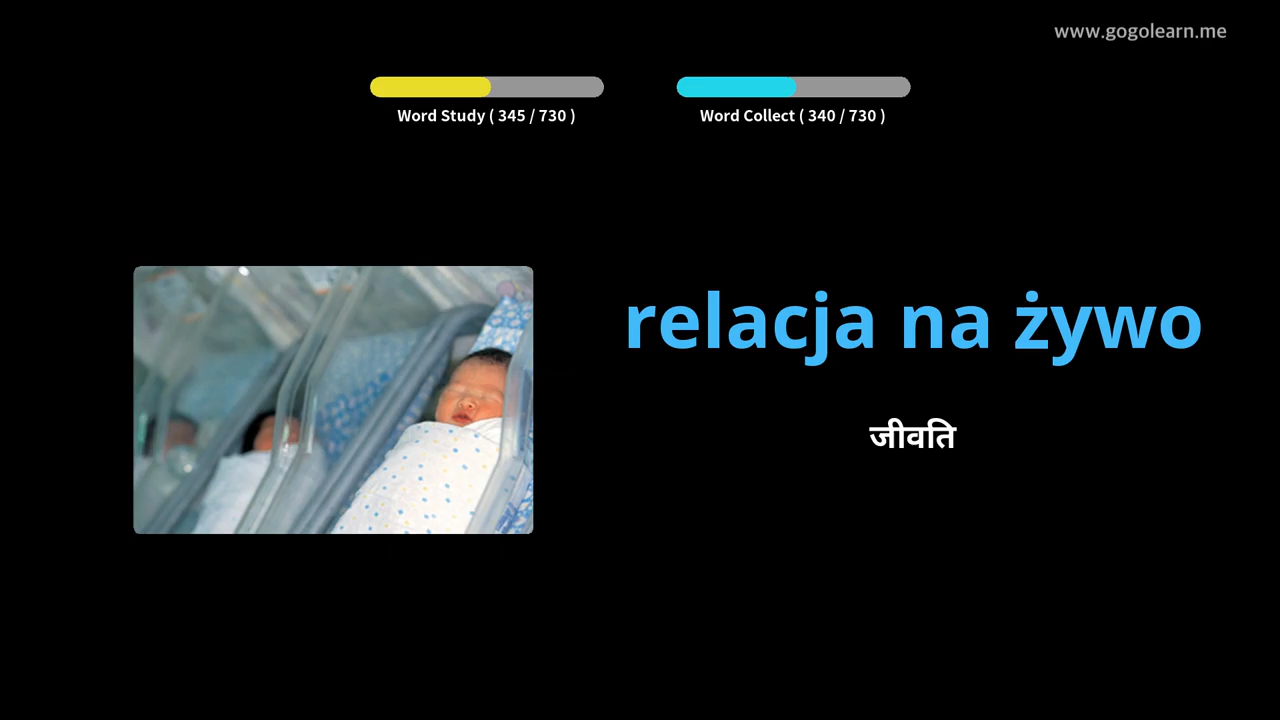 www.gogolearn.me
Word Study ( 345 / 730 )
Word Collect ( 340 / 730 )
relacja na żywo
जीवति